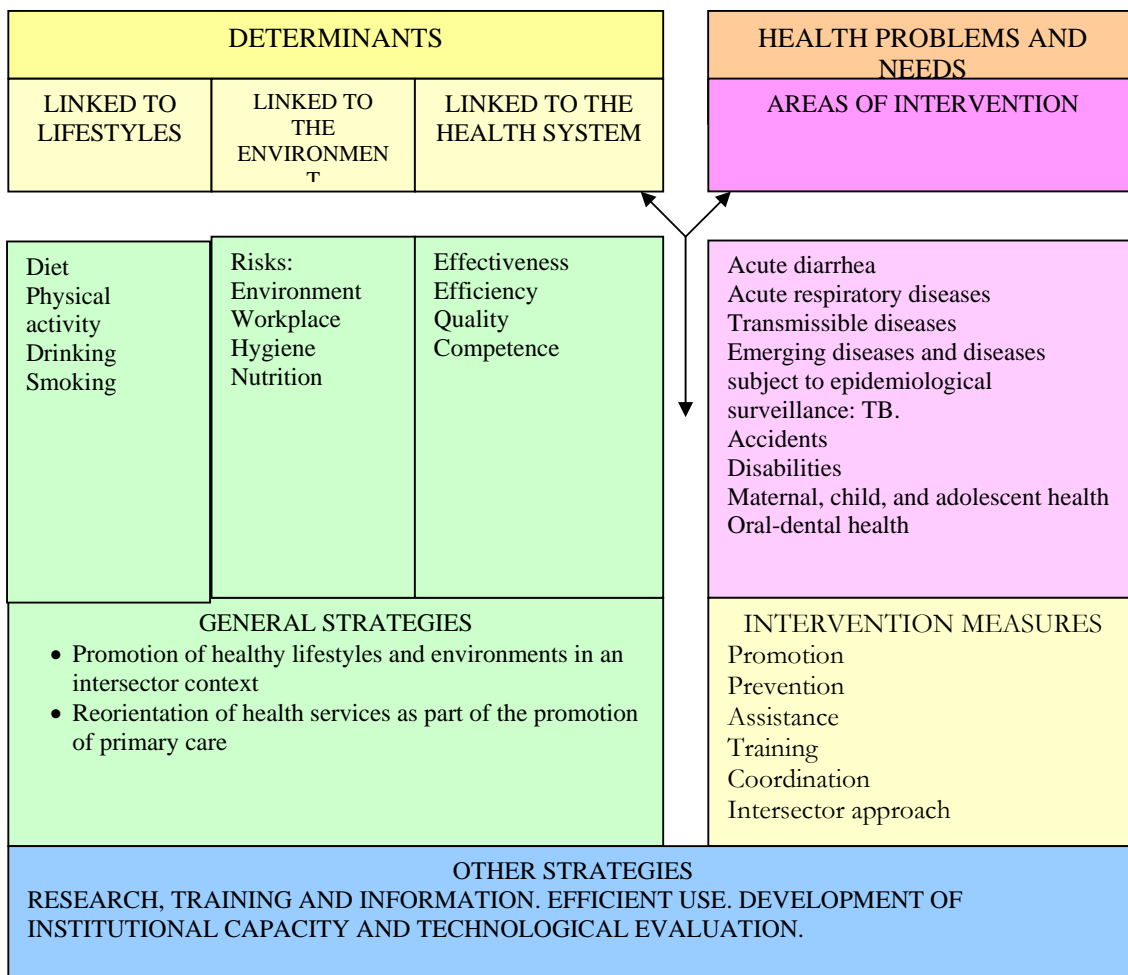 DETERMINANTS
HEALTH PROBLEMS AND
NEEDS
LINKED TO
LIFESTYLES
LINKED TO
THE
ENVIRONMEN
T
LINKED TO THE
HEALTH SYSTEM
AREAS OF INTERVENTION
Diet
Physical
activity
Drinking
Smoking
Risks:
Environment
Workplace
Hygiene
Nutrition
Effectiveness
Efficiency
Quality
Competence
Acute diarrhea
Acute respiratory diseases
Transmissible diseases
Emerging diseases and diseases
subject to epidemiological
surveillance: TB.
Accidents
Disabilities
Maternal, child, and adolescent health
Oral-dental health
GENERAL STRATEGIES
• Promotion of healthy lifestyles and environments in an
intersector context
• Reorientation of health services as part of the promotion
of primary care
INTERVENTION MEASURES
Promotion
Prevention
Assistance
Training
Coordination
Intersector approach
OTHER STRATEGIES
RESEARCH, TRAINING AND INFORMATION. EFFICIENT USE. DEVELOPMENT OF
INSTITUTIONAL CAPACITY AND TECHNOLOGICAL EVALUATION.